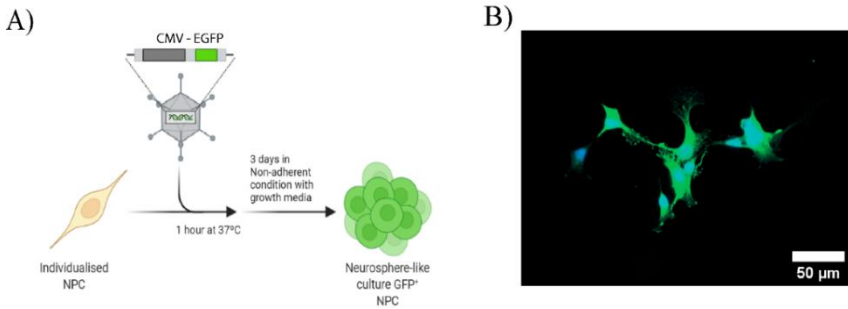 A)
CMV - EGFP
3 days in
Non-adherent
condition with
growth media
1 hour at 37ºC
Individualised
NPC
Neurosphere-like
culture GFP⁺
NPC
B)
50 µm